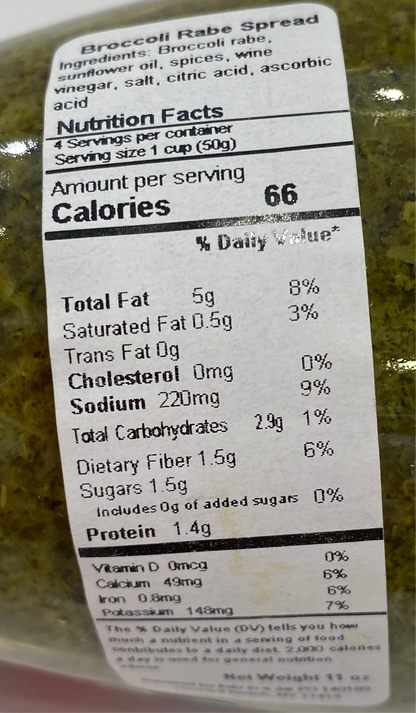 Broccoli Rabe Spread
Ingredients: Broccoli rabe,
sunflower oil, spices, wine
vinegar, salt, citric acid, ascorbic
acid
Nutrition Facts
4 Servings per container
Serving size 1 cup (50g)
Amount per serving
Calories 66
% Daily Value*
Total Fat 5g 8%
Saturated Fat 0.5g 3%
Trans Fat 0g
Cholesterol 0mg 0%
Sodium 220mg 9%
Total Carbohydrates 2.9g 1%
Dietary Fiber 1.5g 6%
Sugars 1.5g
Includes 0g of added sugars 0%
Protein 1.4g
Vitamin D 0mcg 0%
Calcium 49mg 6%
Iron 0.8mg 6%
Potassium 148mg 7%
The % Daily Value (DV) tells you how
much a nutrient in a serving of food
contributes to a daily diet. 2,000 calories
a day is used for general nutrition
Net Weight 11 oz